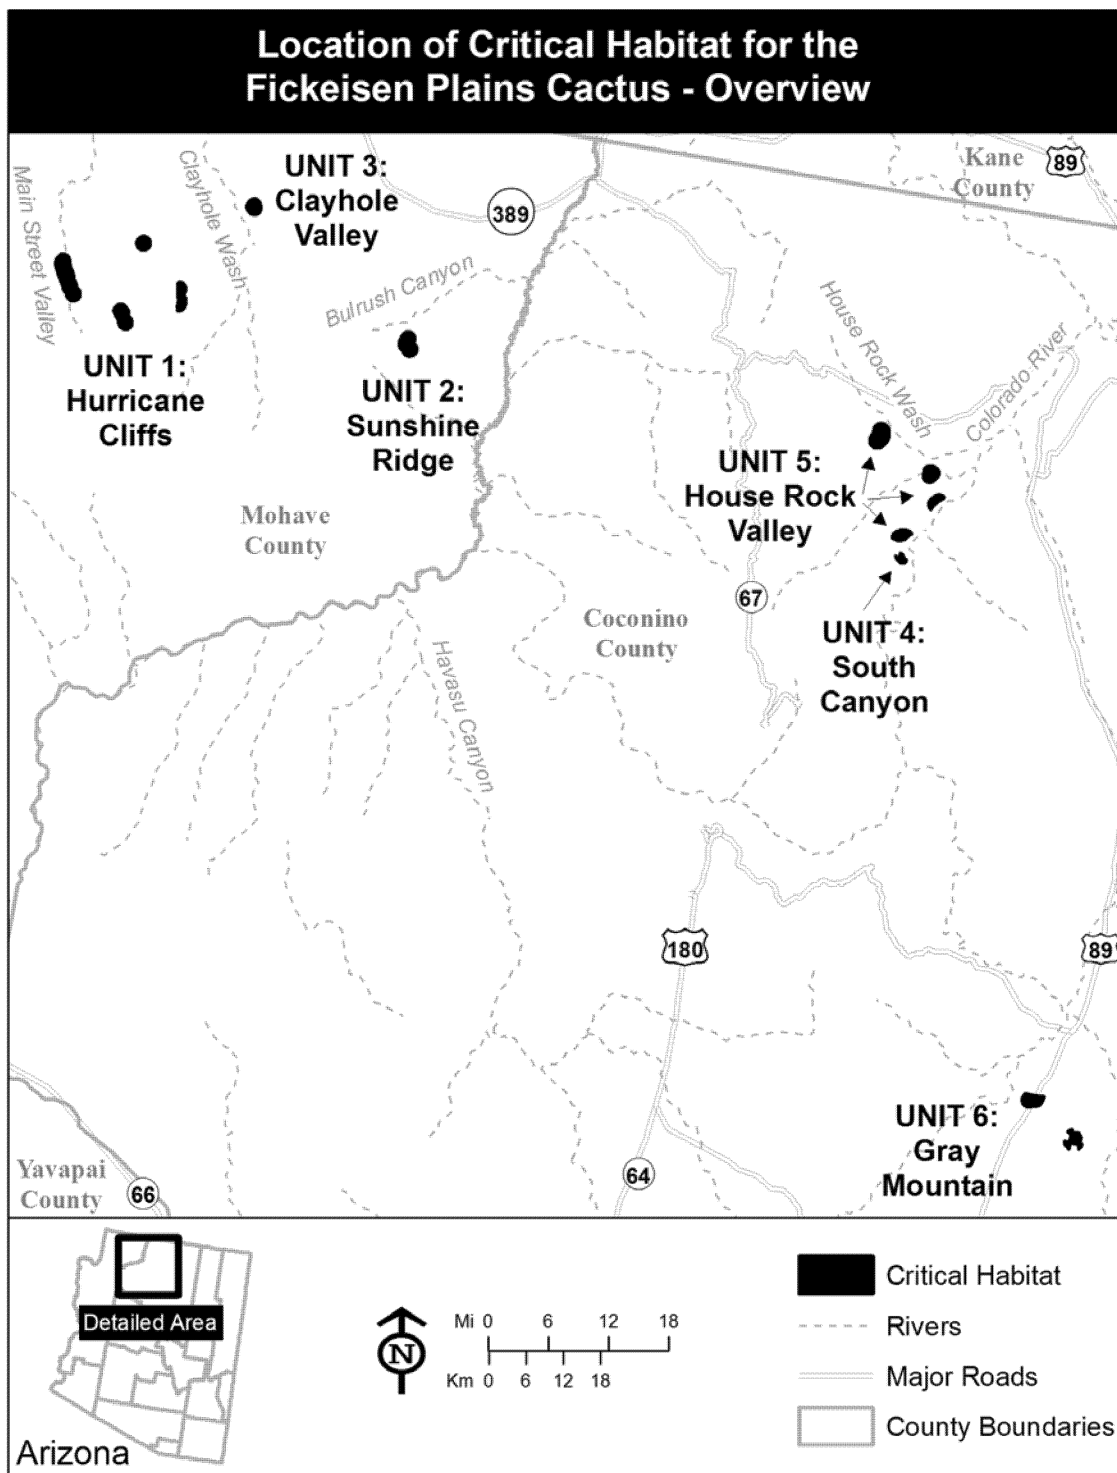 Location of Critical Habitat for the
Fickeisen Plains Cactus - Overview
Main Street Valley
Clayhole Wash
UNIT 3:
Clayhole
Valley
389
Kane
County
89
Bulrush Canyon
House Rock Wash
Colorado River
UNIT 1:
Hurricane
Cliffs
UNIT 2:
Sunshine
Ridge
UNIT 5:
House Rock
Valley
Mohave
County
67
Coconino
County
UNIT 4:
South
Canyon
Havasu Canyon
180
89
UNIT 6:
Gray
Mountain
Yavapai
County
66
64
Detailed Area
Arizona
N
Mi 0 6 12 18
Km 0 6 12 18
Critical Habitat
Rivers
Major Roads
County Boundaries